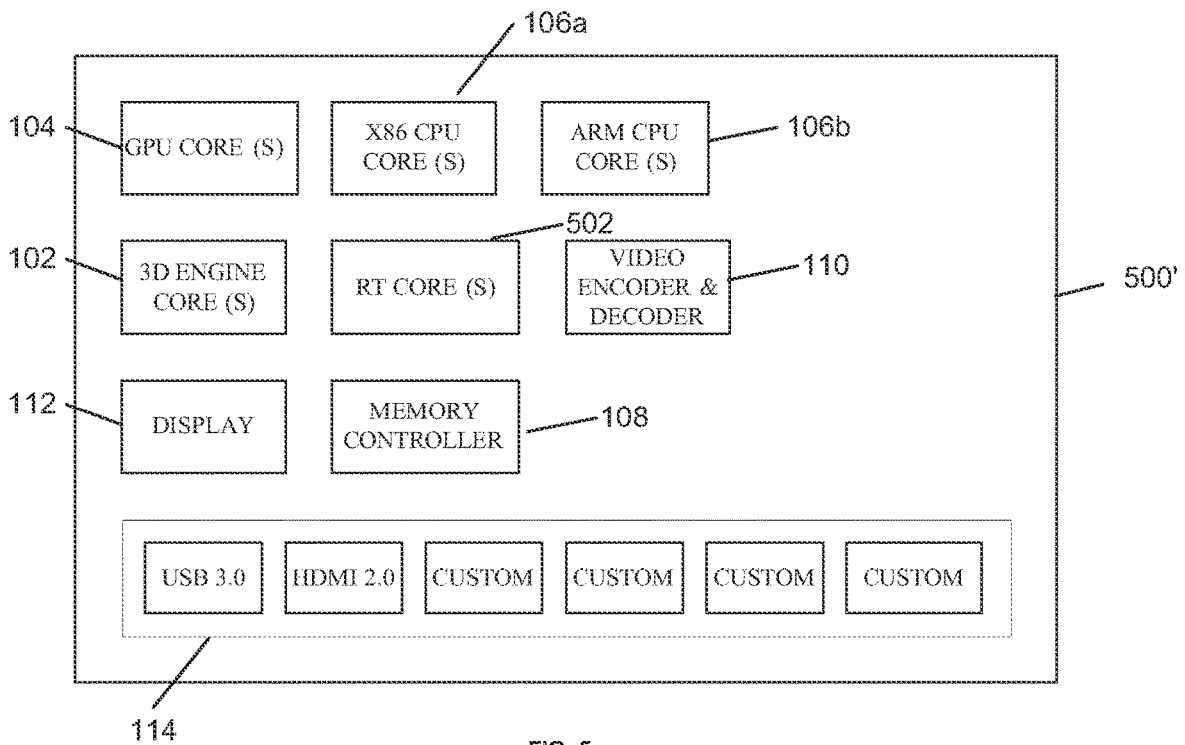 106a
104
GPU CORE (S)
X86 CPU
CORE (S)
ARM CPU
CORE (S)
106b
102
3D ENGINE
CORE (S)
502
RT CORE (S)
VIDEO
ENCODER &
DECODER
110
500'
112
DISPLAY
MEMORY
CONTROLLER
108
USB 3.0
HDMI 2.0
CUSTOM
CUSTOM
CUSTOM
CUSTOM
114